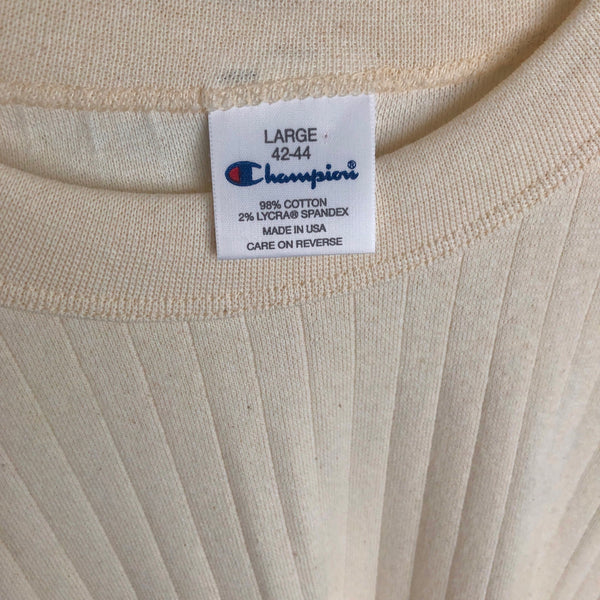 LARGE
42-44
Champion®
98% COTTON
2% LYCRA® SPANDEX
MADE IN USA
CARE ON REVERSE